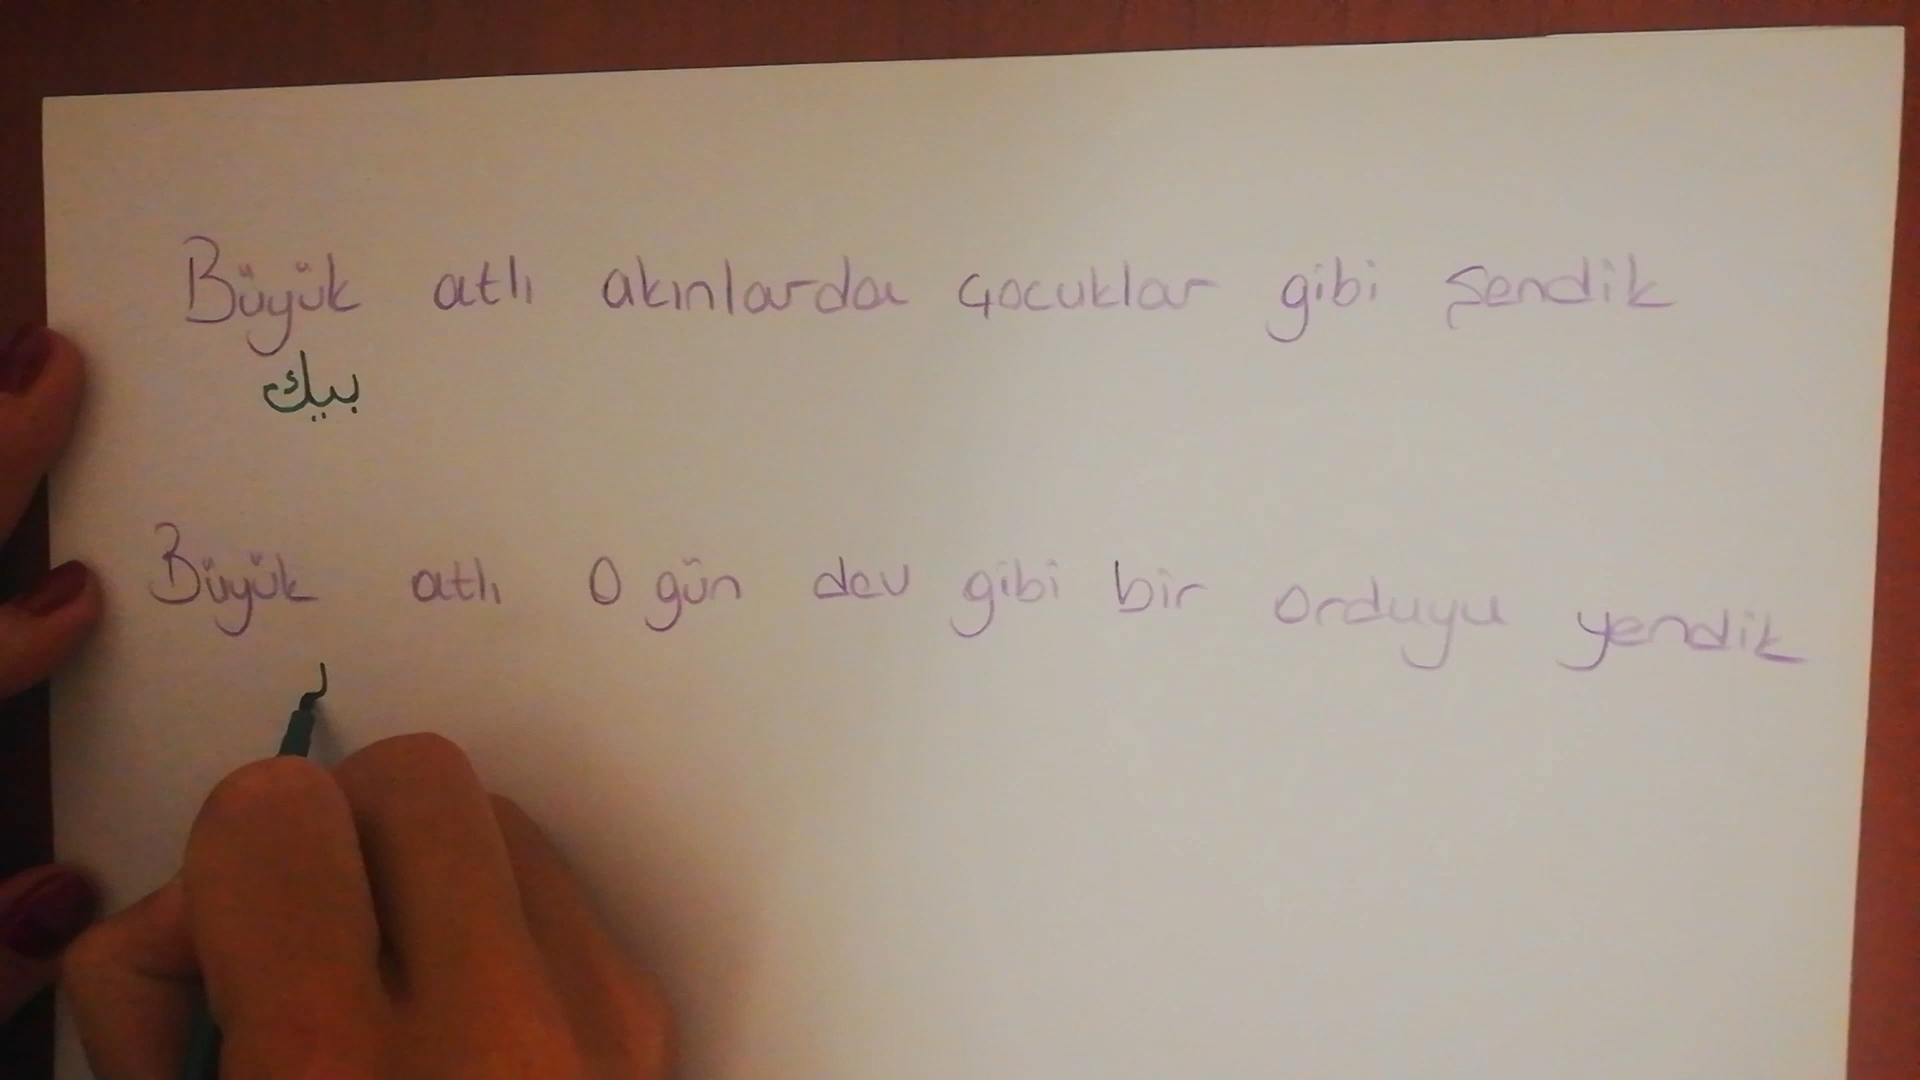 Büyük atlı akınlarda çocuklar gibi şendik
بيك
Büyük atlı O gün dev gibi bir orduyu yendik